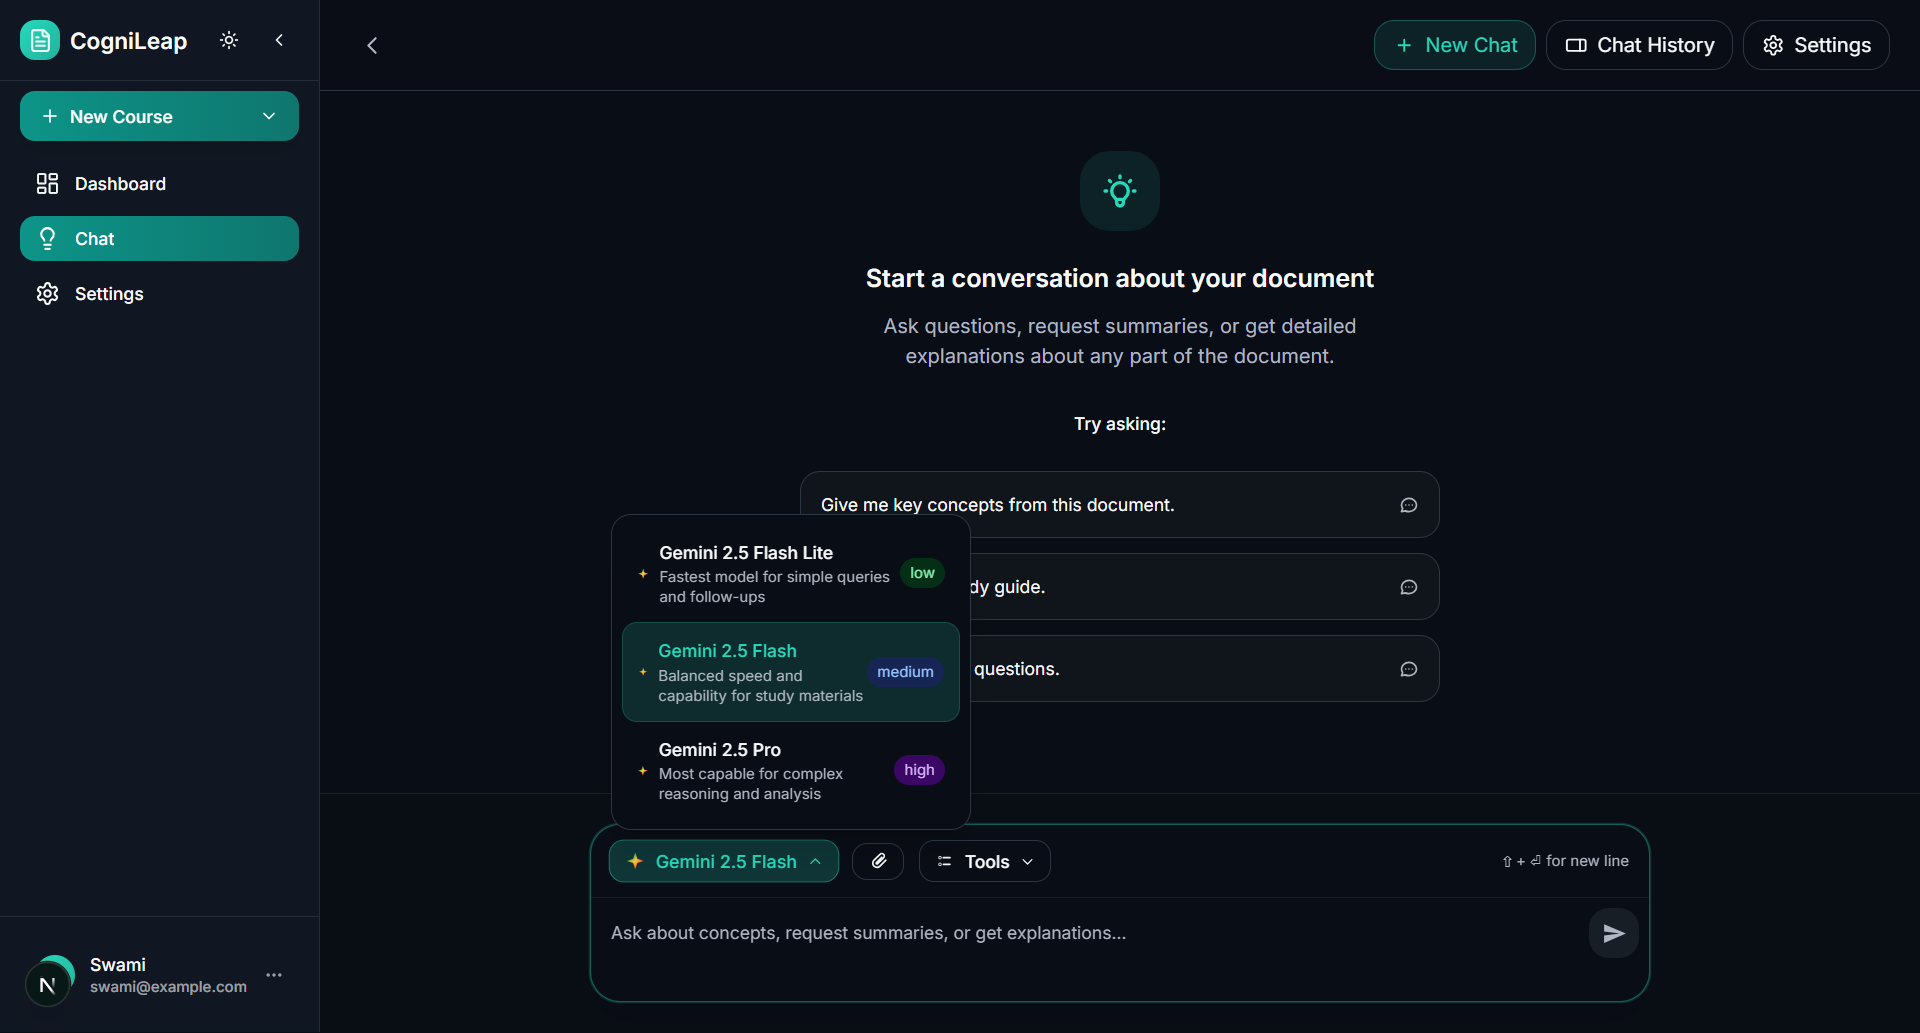 CogniLeap
New Course
Dashboard
Chat
Settings
Swami
swami@example.com
N
New Chat
Chat History
Settings
Start a conversation about your document
Ask questions, request summaries, or get detailed
explanations about any part of the document.
Try asking:
Give me key concepts from this document.
dy guide.
questions.
Gemini 2.5 Flash Lite
Fastest model for simple queries
and follow-ups
low
Gemini 2.5 Flash
Balanced speed and
capability for study materials
medium
Gemini 2.5 Pro
Most capable for complex
reasoning and analysis
high
Gemini 2.5 Flash
Tools
⇧ + ⏎ for new line
Ask about concepts, request summaries, or get explanations...